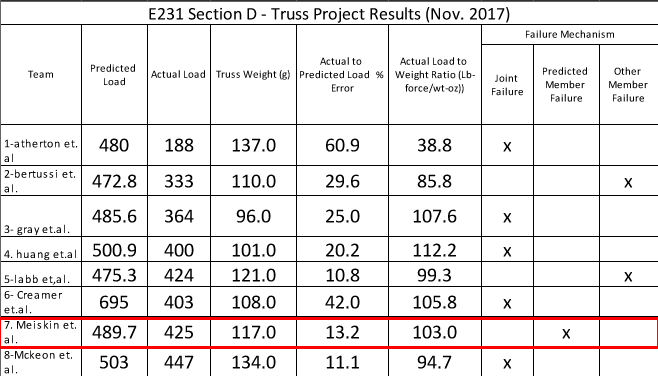 E231 Section D - Truss Project Results (Nov. 2017)
Team Predicted Load Actual Load Truss Weight (g) Actual to Predicted Load % Error Actual Load to Weight Ratio (Lb-force/wt-oz)) Failure Mechanism
Joint Failure Predicted Member Failure Other Member Failure
1-atherton et. al 480 188 137.0 60.9 38.8 x
2-bertussi et. al. 472.8 333 110.0 29.6 85.8 x
3- gray et.al. 485.6 364 96.0 25.0 107.6 x
4. huang et.al 500.9 400 101.0 20.2 112.2 x
5-labb et,al. 475.3 424 121.0 10.8 99.3 x
6- Creamer et.al. 695 403 108.0 42.0 105.8 x
7. Meiskin et. al. 489.7 425 117.0 13.2 103.0 x
8-Mckeon et. al. 503 447 134.0 11.1 94.7 x